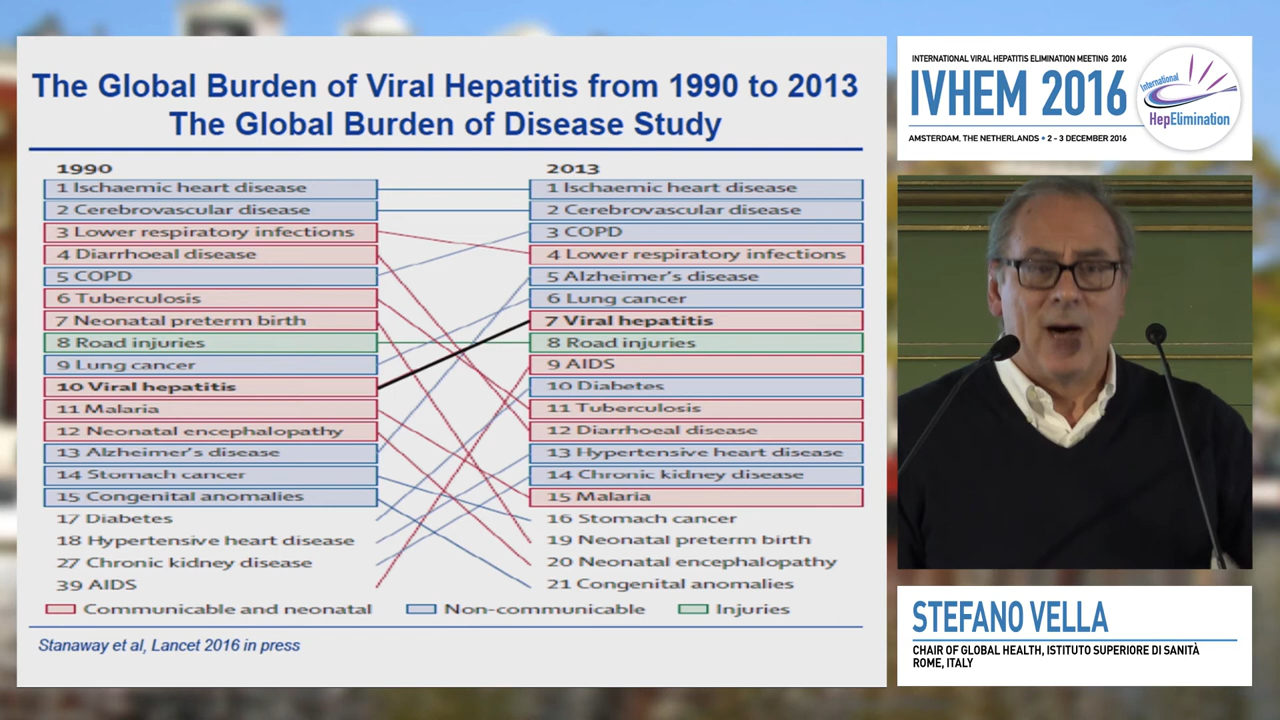 The Global Burden of Viral Hepatitis from 1990 to 2013
The Global Burden of Disease Study
1990
1 Ischaemic heart disease
2 Cerebrovascular disease
3 Lower respiratory infections
4 Diarrhoeal disease
5 COPD
6 Tuberculosis
7 Neonatal preterm birth
8 Road injuries
9 Lung cancer
10 Viral hepatitis
11 Malaria
12 Neonatal encephalopathy
13 Alzheimer's disease
14 Stomach cancer
15 Congenital anomalies
17 Diabetes
18 Hypertensive heart disease
27 Chronic kidney disease
39 AIDS
2013
1 Ischaemic heart disease
2 Cerebrovascular disease
3 COPD
4 Lower respiratory infections
5 Alzheimer's disease
6 Lung cancer
7 Viral hepatitis
8 Road injuries
9 AIDS
10 Diabetes
11 Tuberculosis
12 Diarrhoeal disease
13 Hypertensive heart disease
14 Chronic kidney disease
15 Malaria
16 Stomach cancer
19 Neonatal preterm birth
20 Neonatal encephalopathy
21 Congenital anomalies
Communicable and neonatal
Non-communicable
Injuries
Stanaway et al, Lancet 2016 in press
INTERNATIONAL VIRAL HEPATITIS ELIMINATION MEETING 2016
IVHEM 2016
AMSTERDAM, THE NETHERLANDS • 2 - 3 DECEMBER 2016
International
HepElimination
STEFANO VELLA
CHAIR OF GLOBAL HEALTH, ISTITUTO SUPERIORE DI SANITÀ
ROME, ITALY